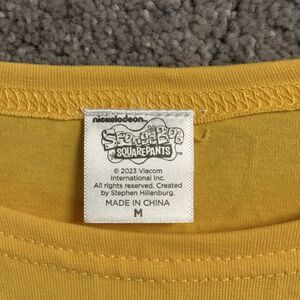 nickelodeon
SpongeBob
SQUAREPANTS
© 2023 Viacom
International Inc.
All rights reserved. Created
by Stephen Hillenburg.
MADE IN CHINA
M